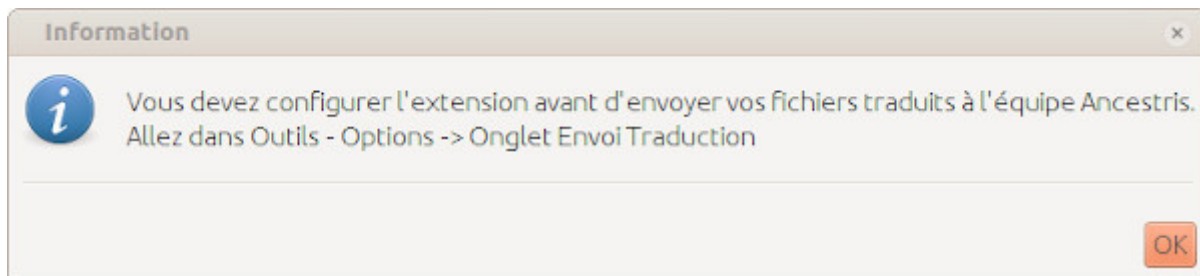 Information
Vous devez configurer l'extension avant d'envoyer vos fichiers traduits à l'équipe Ancestris.
Allez dans Outils - Options -> Onglet Envoi Traduction
OK